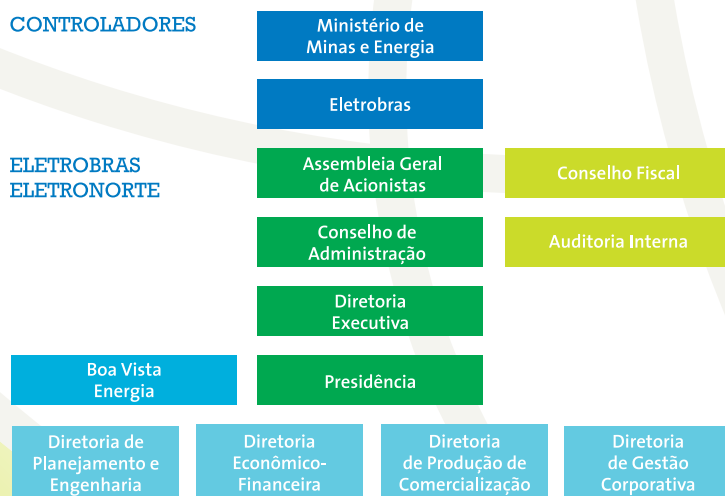 CONTROLADORES
Ministério de
Minas e Energia
Eletrobras
ELETROBRAS
ELETRONORTE
Assembleia Geral
de Acionistas
Conselho Fiscal
Conselho de
Administração
Auditoria Interna
Diretoria
Executiva
Boa Vista
Energia
Presidência
Diretoria de
Planejamento e
Engenharia
Diretoria
Econômico-
Financeira
Diretoria
de Produção de
Comercialização
Diretoria
de Gestão
Corporativa